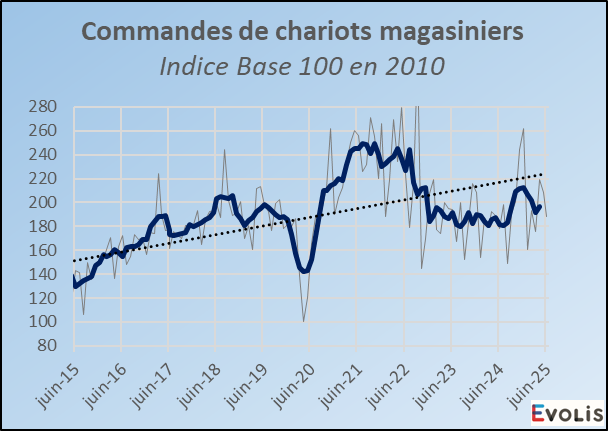 Commandes de chariots magasiniers
Indice Base 100 en 2010
280
260
240
220
200
180
160
140
120
100
80
juin-15
juin-16
juin-17
juin-18
juin-19
juin-20
juin-21
juin-22
juin-23
juin-24
juin-25
EVOLIS